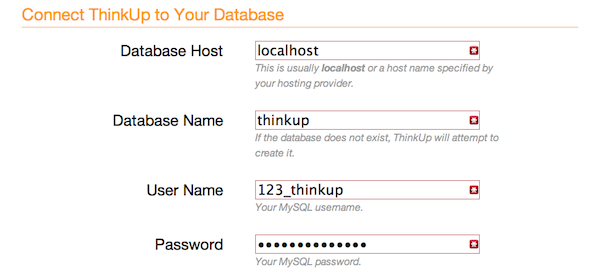 Connect ThinkUp to Your Database
Database Host
localhost
This is usually localhost or a host name specified by
your hosting provider.
Database Name
thinkup
If the database does not exist, ThinkUp will attempt to
create it.
User Name
123_thinkup
Your MySQL username.
Password
••••••••••••••
Your MySQL password.